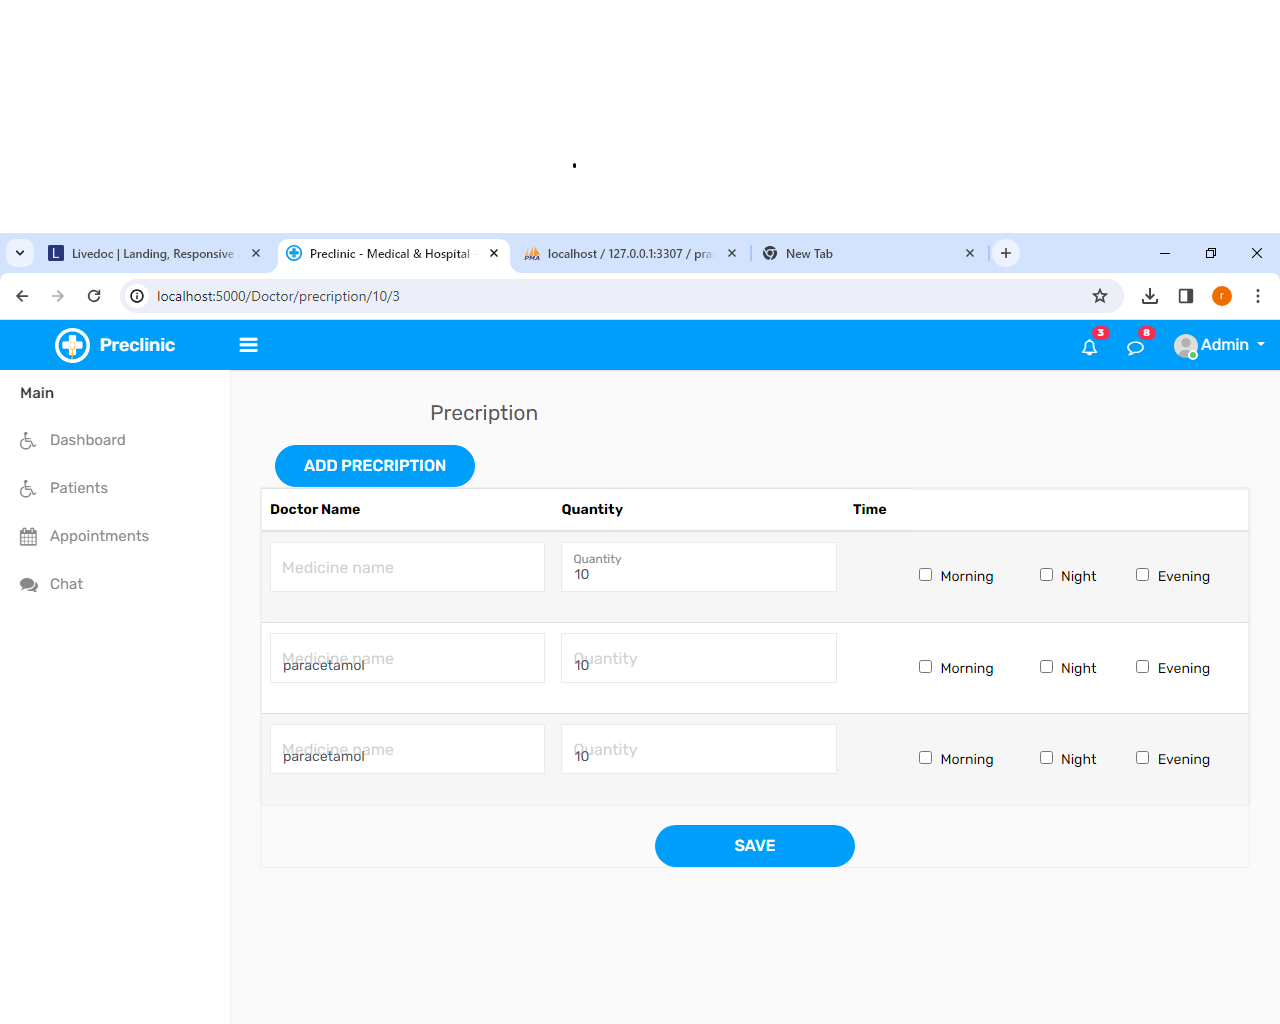 Livedoc | Landing, Responsive
Preclinic - Medical & Hospital -
localhost / 127.0.0.1:3307 / pra
New Tab
localhost:5000/Doctor/precription/10/3
r
Preclinic
3
8
Admin
Main
Dashboard
Patients
Appointments
Chat
Precription
ADD PRECRIPTION
Doctor Name Quantity Time
Medicine name Quantity 10 Morning Night Evening
Medicine name paracetamol Quantity 10 Morning Night Evening
Medicine name paracetamol Quantity 10 Morning Night Evening
SAVE